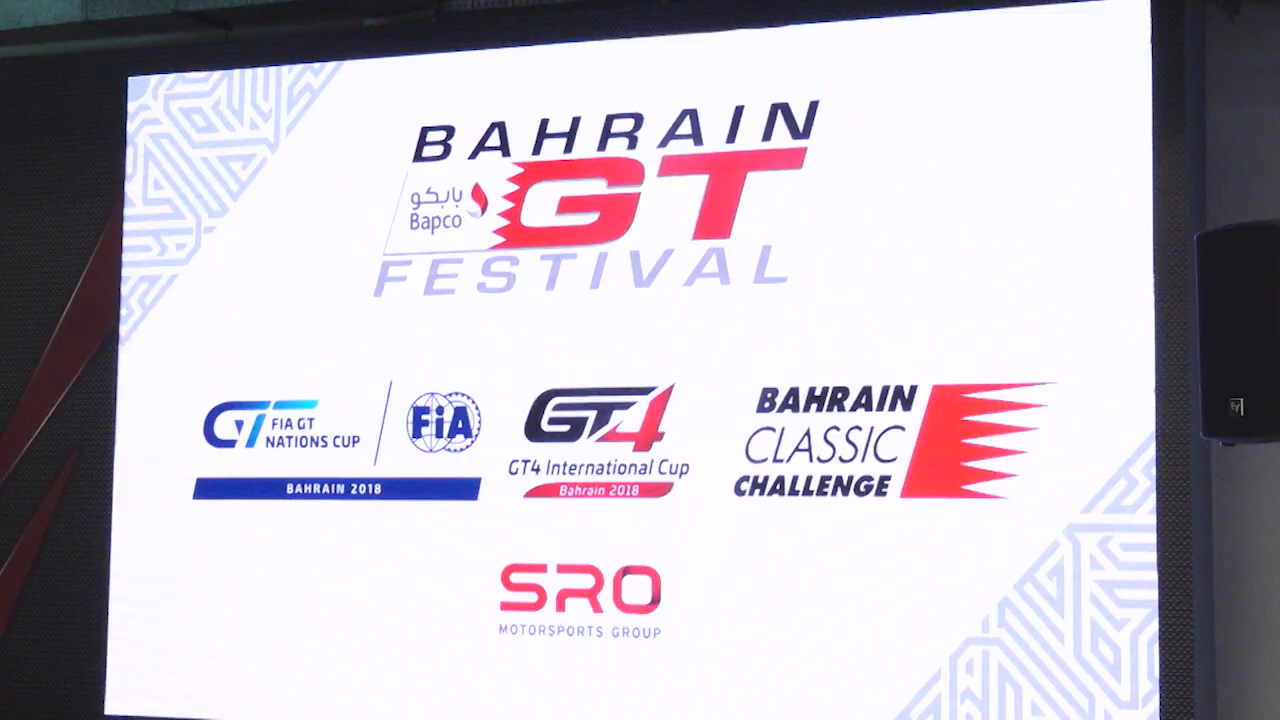 BAHRAIN
بابكو
Bapco
GT
FESTIVAL
GT
FIA GT
NATIONS CUP
FiA
BAHRAIN 2018
GT4
GT4 International Cup
Bahrain 2018
BAHRAIN
CLASSIC
CHALLENGE
SRO
MOTORSPORTS GROUP